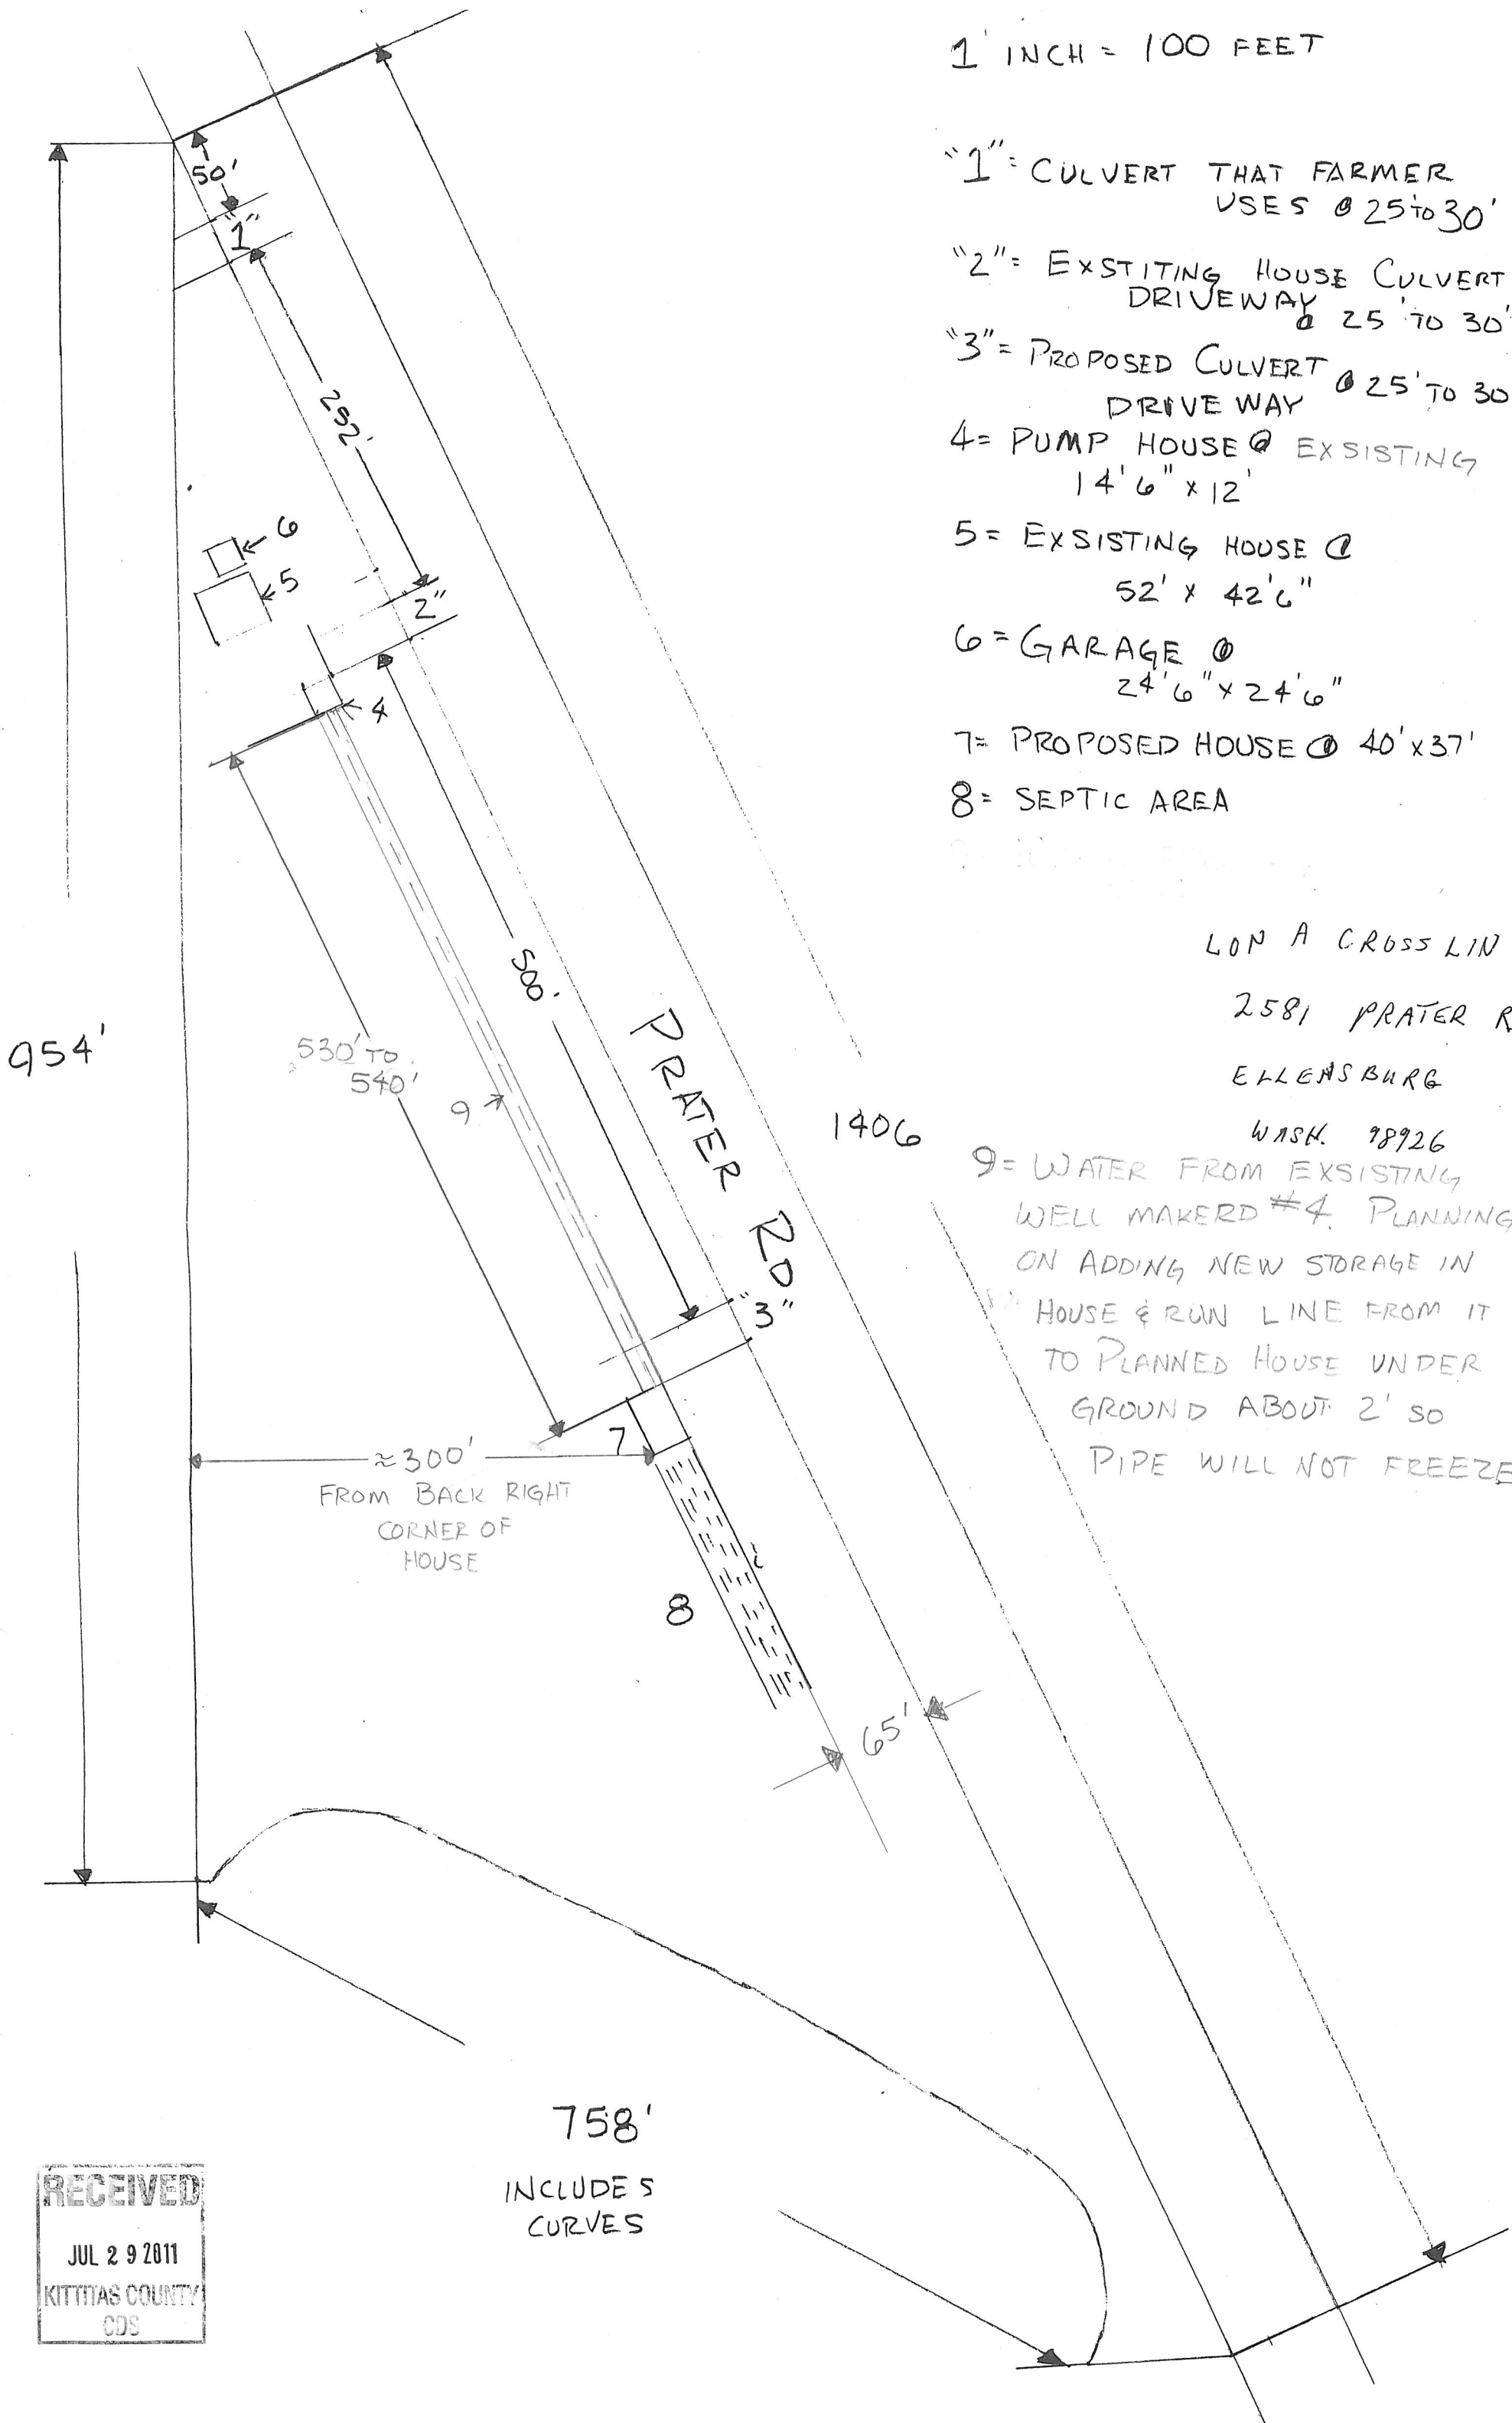 1 INCH = 100 FEET
"1" = CULVERT THAT FARMER
USES @ 25' TO 30'
"2" = EXSTITING HOUSE CULVERT
DRIVEWAY
@ 25' TO 30'
"3" = PROPOSED CULVERT @ 25' TO 30
DRIVE WAY
4 = PUMP HOUSE @ EXSISTING
14'6" x 12'
5 = EXSISTING HOUSE @
52' x 42'6"
6 = GARAGE @
24'6" x 24'6"
7 = PROPOSED HOUSE @ 40' x 37'
8 = SEPTIC AREA
LON A CROSSLIN
2581 PRATER R
ELLENSBURG
WASH. 98926
9 = WATER FROM EXSISTING
WELL MAKERD #4. PLANNING
ON ADDING NEW STORAGE IN
HOUSE & RUN LINE FROM IT
TO PLANNED HOUSE UNDER
GROUND ABOUT 2' SO
PIPE WILL NOT FREEZE
50'
"1"
252'
6
5
2"
4
500'
954'
530' TO
540'
9
PRATER RD
1406
"3"
7
≈300'
FROM BACK RIGHT
CORNER OF
HOUSE
8
65'
758'
INCLUDES
CURVES
RECEIVED
JUL 29 2011
KITTITAS COUNTY
CDS